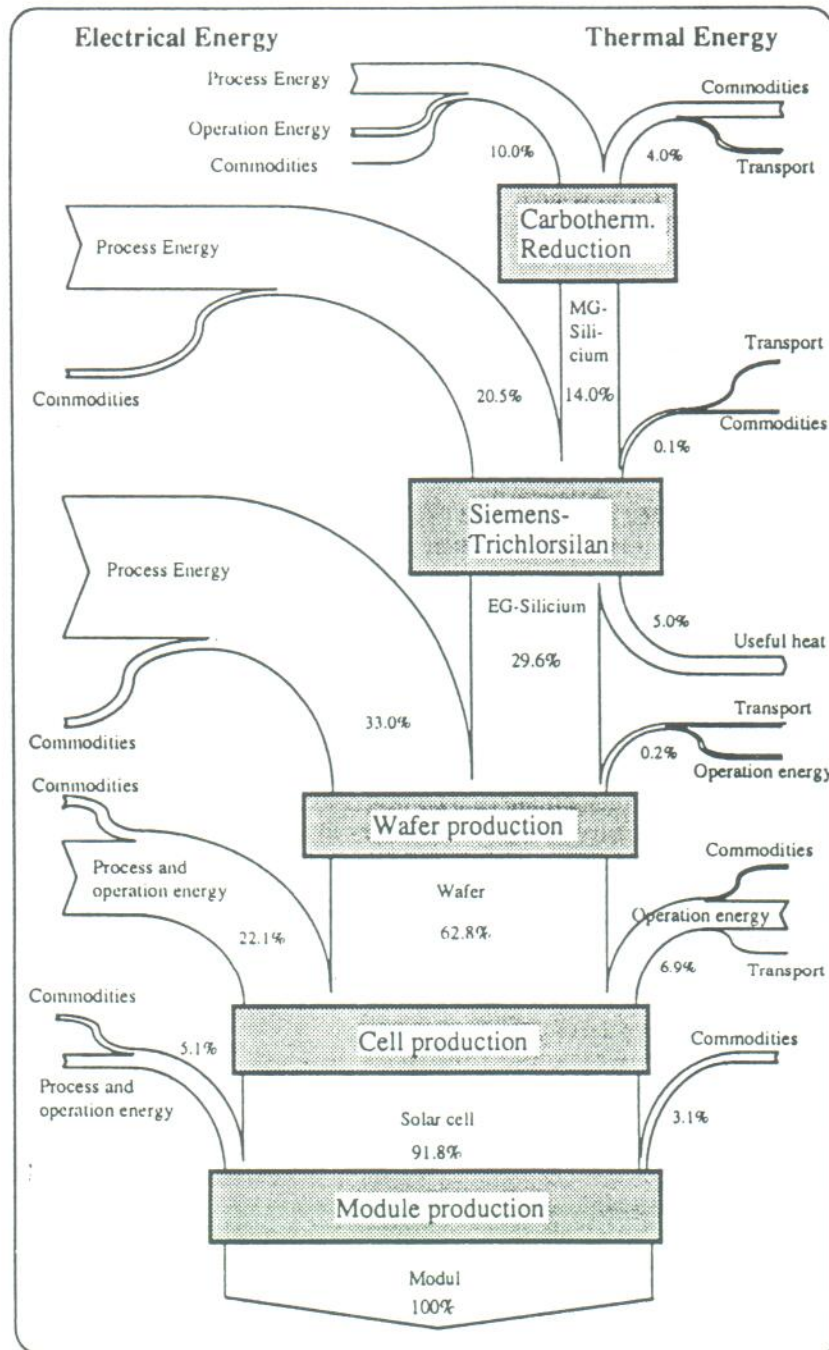 Electrical Energy
Thermal Energy
Process Energy
Commodities
Operation Energy
Commodities
10.0%
4.0%
Transport
Carbotherm.
Reduction
Process Energy
MG-
Sili-
cium
14.0%
Transport
Commodities
20.5%
Commodities
0.1%
Siemens-
Trichlorsilan
Process Energy
EG-Silicium
29.6%
5.0%
Useful heat
33.0%
Transport
0.2%
Commodities
Operation energy
Commodities
Wafer production
Process and
operation energy
Wafer
62.8%
Commodities
Operation energy
22.1%
6.9%
Transport
Commodities
Cell production
Commodities
5.1%
Process and
operation energy
Solar cell
91.8%
3.1%
Module production
Modul
100%